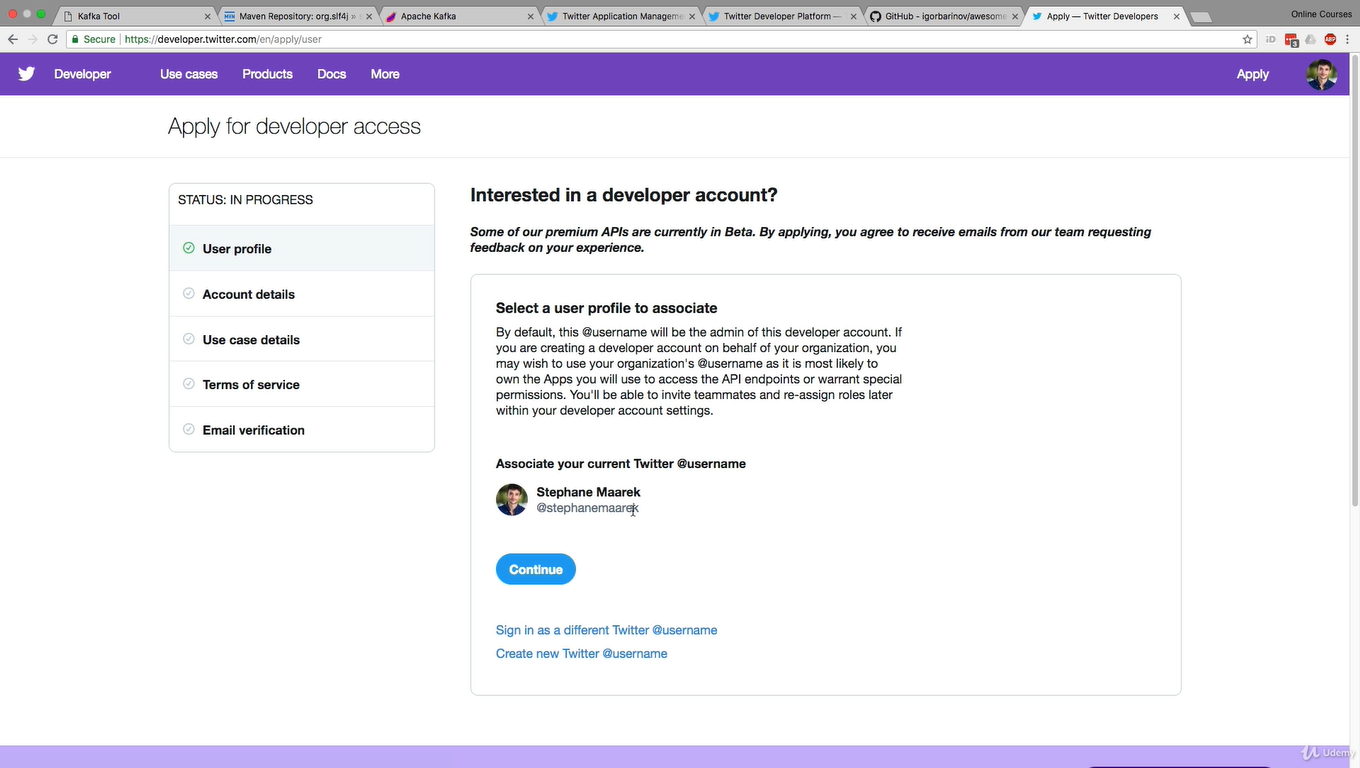 Kafka Tool
Maven Repository: org.slf4j » s
Apache Kafka
Twitter Application Manageme
Twitter Developer Platform —
GitHub - igorbarinov/awesome
Apply — Twitter Developers
Online Courses
Secure
https://developer.twitter.com/en/apply/user
iD
3
ABP
Developer
Use cases
Products
Docs
More
Apply
Apply for developer access
STATUS: IN PROGRESS
User profile
Account details
Use case details
Terms of service
Email verification
Interested in a developer account?
Some of our premium APIs are currently in Beta. By applying, you agree to receive emails from our team requesting
feedback on your experience.
Select a user profile to associate
By default, this @username will be the admin of this developer account. If
you are creating a developer account on behalf of your organization, you
may wish to use your organization's @username as it is most likely to
own the Apps you will use to access the API endpoints or warrant special
permissions. You'll be able to invite teammates and re-assign roles later
within your developer account settings.
Associate your current Twitter @username
Stephane Maarek
@stephanemaarek
Continue
Sign in as a different Twitter @username
Create new Twitter @username
Udemy